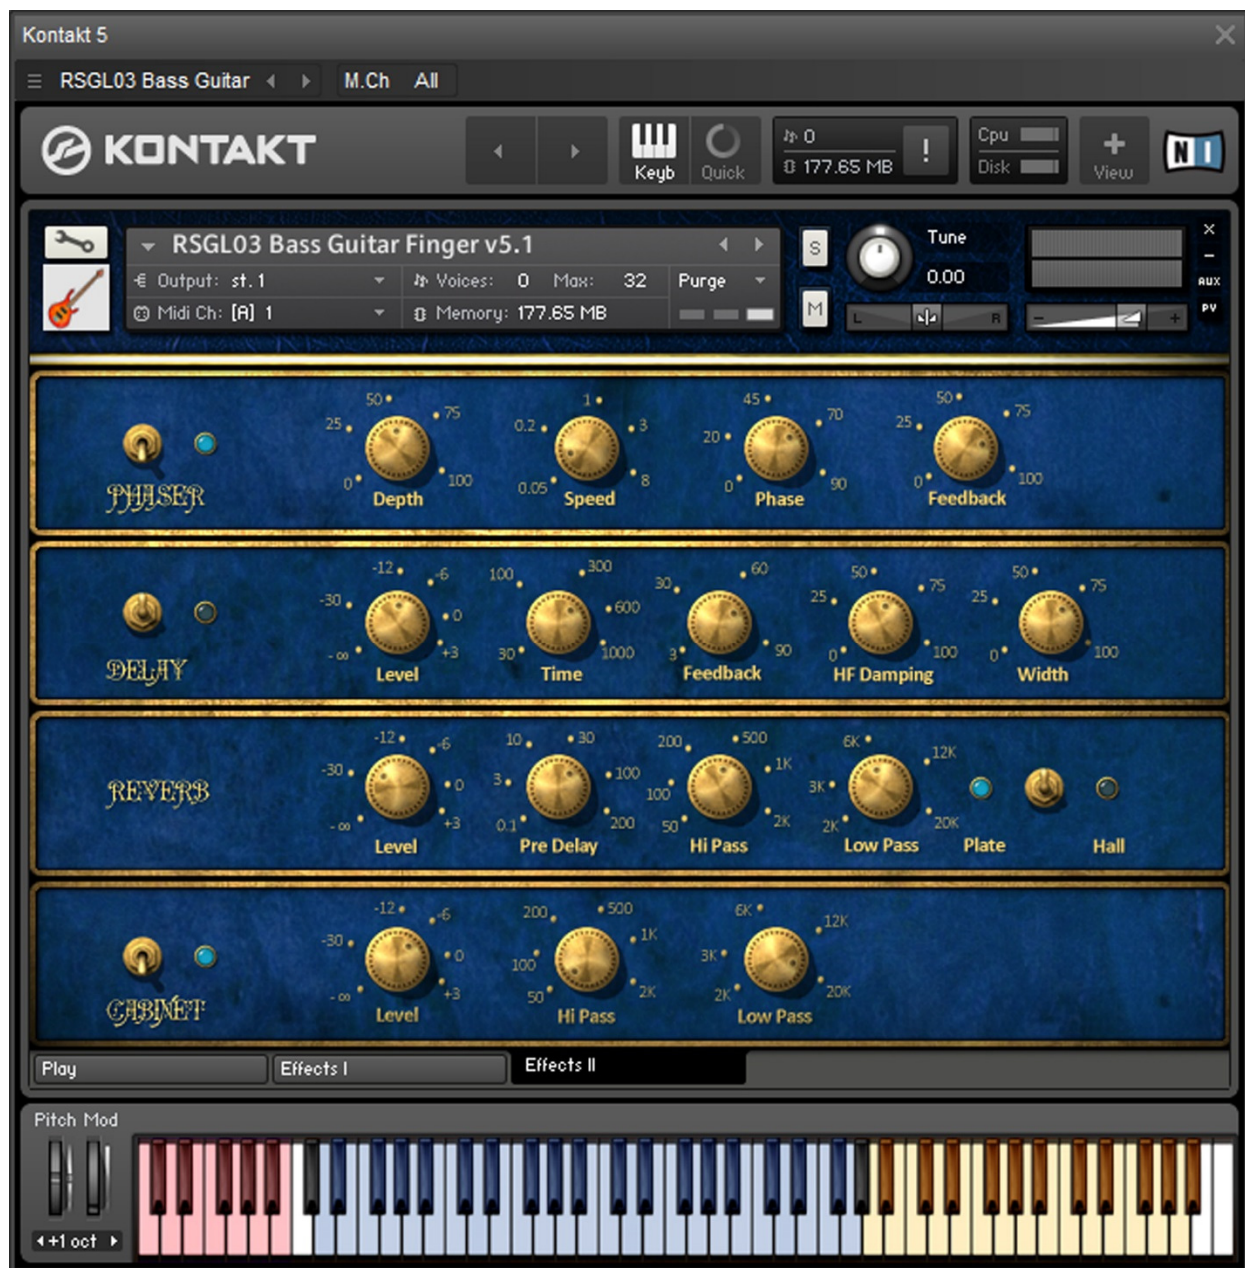 Kontakt 5
RSGL03 Bass Guitar M.Ch All
KONTAKT Keyb Quick 0 177.65 MB ! Cpu Disk View NI
RSGL03 Bass Guitar Finger v5.1
Output: st.1 Voices: 0 Max: 32 Purge
Midi Ch: [A] 1 Memory: 177.65 MB
S M Tune 0.00 L R - + × - AUX PV
PHASER
0 25 50 75 100 Depth
0.05 0.2 1 3 8 Speed
0 20 45 70 90 Phase
0 25 50 75 100 Feedback
DELAY
-∞ -30 -12 -6 0 +3 Level
30 100 300 600 1000 Time
3 30 60 90 Feedback
0 25 50 75 100 HF Damping
0 25 50 75 100 Width
REVERB
-∞ -30 -12 -6 0 +3 Level
0.1 3 10 30 100 200 Pre Delay
50 100 200 500 1K 2K Hi Pass
2K 3K 6K 12K 20K Low Pass
Plate Hall
CABINET
-∞ -30 -12 -6 0 +3 Level
50 100 200 500 1K 2K Hi Pass
2K 3K 6K 12K 20K Low Pass
Play Effects I Effects II
Pitch Mod
+1 oct